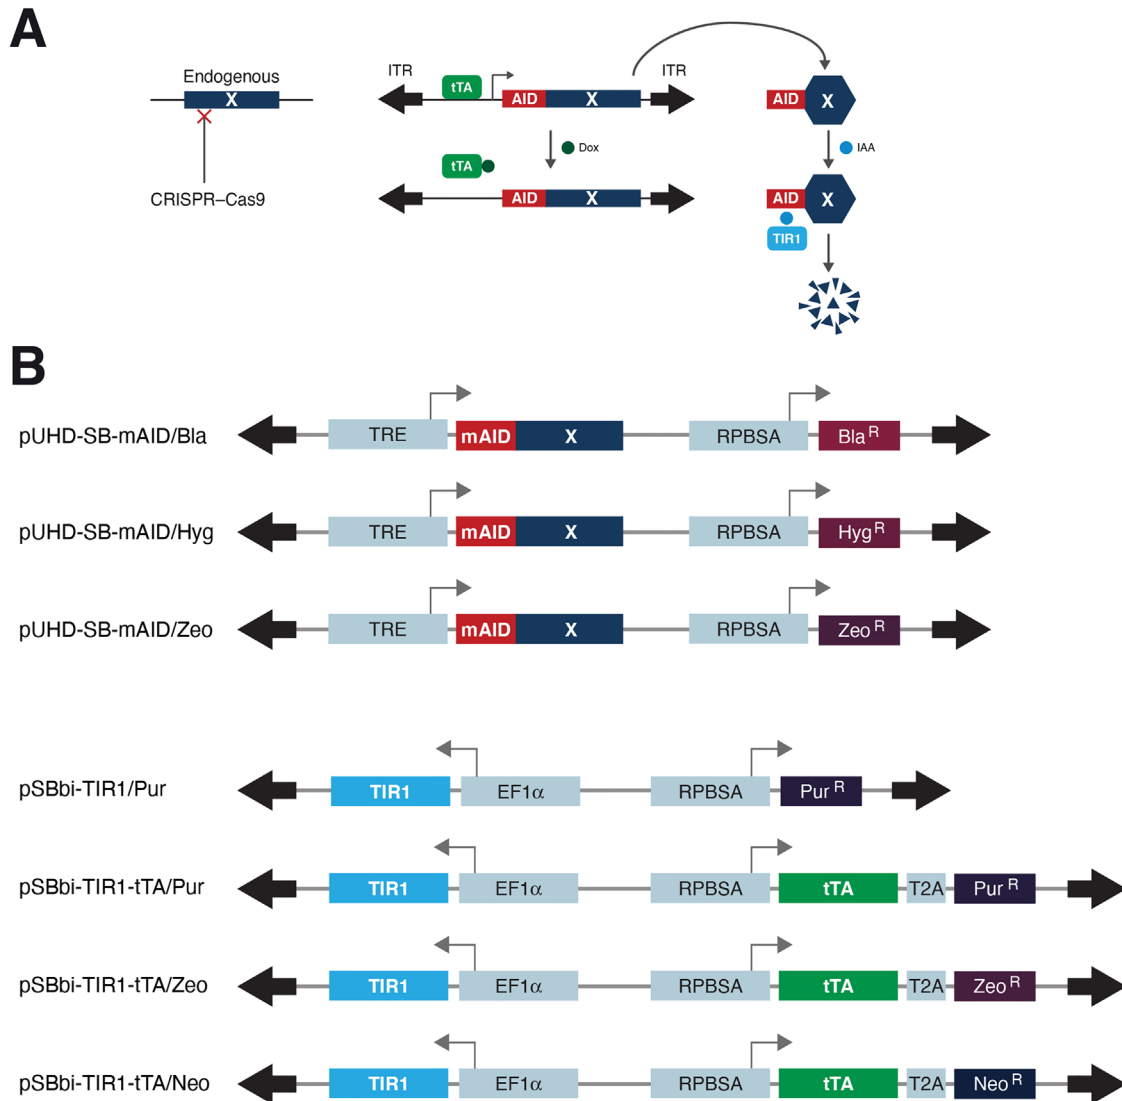 A
Endogenous
X
CRISPR–Cas9
ITR
tTA
AID
X
ITR
Dox
tTA
AID
X
AID
X
IAA
AID
X
TIR1
B
pUHD-SB-mAID/Bla
TRE
mAID
X
RPBSA
Bla R
pUHD-SB-mAID/Hyg
TRE
mAID
X
RPBSA
Hyg R
pUHD-SB-mAID/Zeo
TRE
mAID
X
RPBSA
Zeo R
pSBbi-TIR1/Pur
TIR1
EF1α
RPBSA
Pur R
pSBbi-TIR1-tTA/Pur
TIR1
EF1α
RPBSA
tTA
T2A
Pur R
pSBbi-TIR1-tTA/Zeo
TIR1
EF1α
RPBSA
tTA
T2A
Zeo R
pSBbi-TIR1-tTA/Neo
TIR1
EF1α
RPBSA
tTA
T2A
Neo R